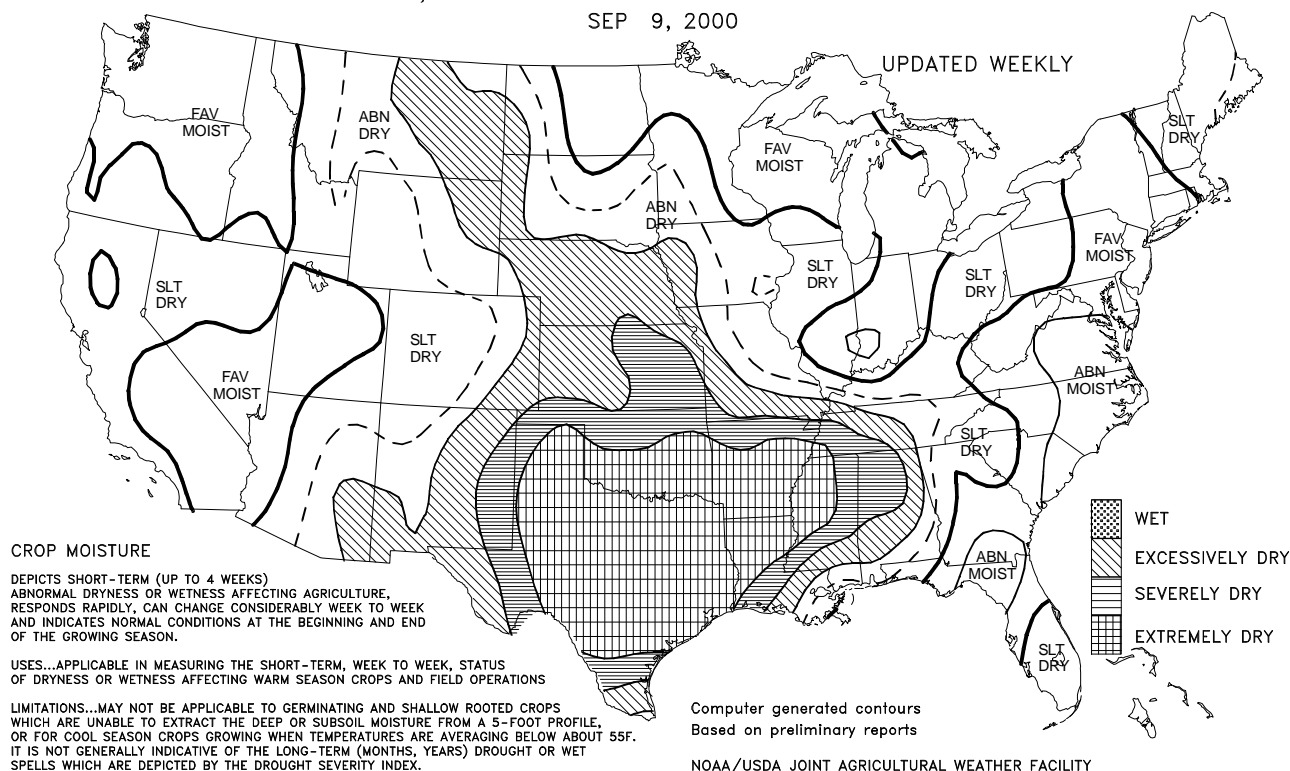 SEP 9, 2000
UPDATED WEEKLY
FAV
MOIST
ABN
DRY
FAV
MOIST
SLT
DRY
ABN
DRY
FAV
MOIST
SLT
DRY
SLT
DRY
SLT
DRY
SLT
DRY
FAV
MOIST
ABN
MOIST
SLT
DRY
ABN
MOIST
SLT
DRY
WET
EXCESSIVELY DRY
SEVERELY DRY
EXTREMELY DRY
CROP MOISTURE
DEPICTS SHORT-TERM (UP TO 4 WEEKS)
ABNORMAL DRYNESS OR WETNESS AFFECTING AGRICULTURE,
RESPONDS RAPIDLY, CAN CHANGE CONSIDERABLY WEEK TO WEEK
AND INDICATES NORMAL CONDITIONS AT THE BEGINNING AND END
OF THE GROWING SEASON.
USES...APPLICABLE IN MEASURING THE SHORT-TERM, WEEK TO WEEK, STATUS
OF DRYNESS OR WETNESS AFFECTING WARM SEASON CROPS AND FIELD OPERATIONS
LIMITATIONS...MAY NOT BE APPLICABLE TO GERMINATING AND SHALLOW ROOTED CROPS
WHICH ARE UNABLE TO EXTRACT THE DEEP OR SUBSOIL MOISTURE FROM A 5-FOOT PROFILE,
OR FOR COOL SEASON CROPS GROWING WHEN TEMPERATURES ARE AVERAGING BELOW ABOUT 55F.
IT IS NOT GENERALLY INDICATIVE OF THE LONG-TERM (MONTHS, YEARS) DROUGHT OR WET
SPELLS WHICH ARE DEPICTED BY THE DROUGHT SEVERITY INDEX.
Computer generated contours
Based on preliminary reports
NOAA/USDA JOINT AGRICULTURAL WEATHER FACILITY